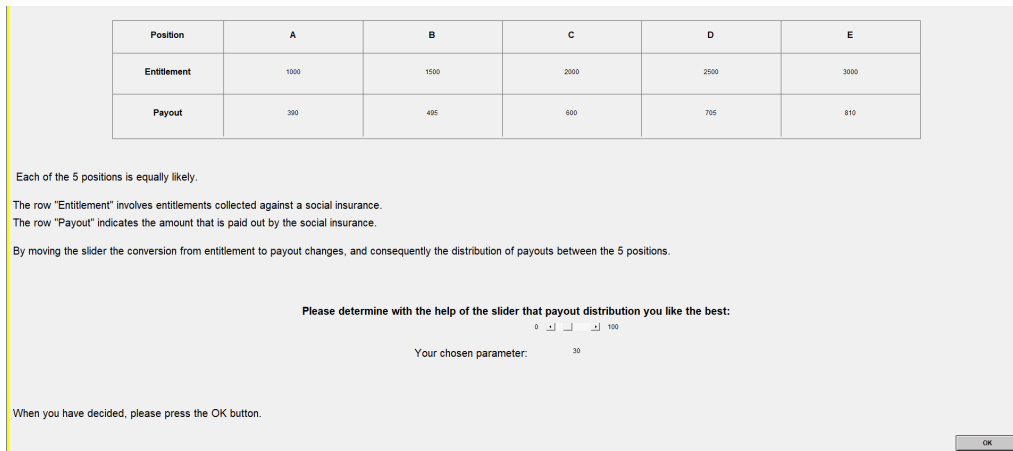 Position A B C D E
Entitlement 1000 1500 2000 2500 3000
Payout 390 495 600 705 810
Each of the 5 positions is equally likely.
The row "Entitlement" involves entitlements collected against a social insurance.
The row "Payout" indicates the amount that is paid out by the social insurance.
By moving the slider the conversion from entitlement to payout changes, and consequently the distribution of payouts between the 5 positions.
Please determine with the help of the slider that payout distribution you like the best:
0 100
Your chosen parameter: 30
When you have decided, please press the OK button.
OK